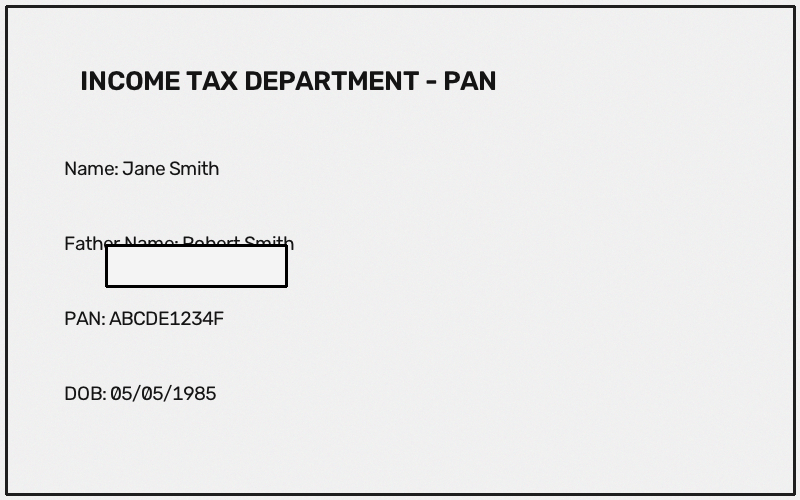 INCOME TAX DEPARTMENT - PAN
Name: Jane Smith
Father Name: Robert Smith
PAN: ABCDE1234F
DOB: 05/05/1985